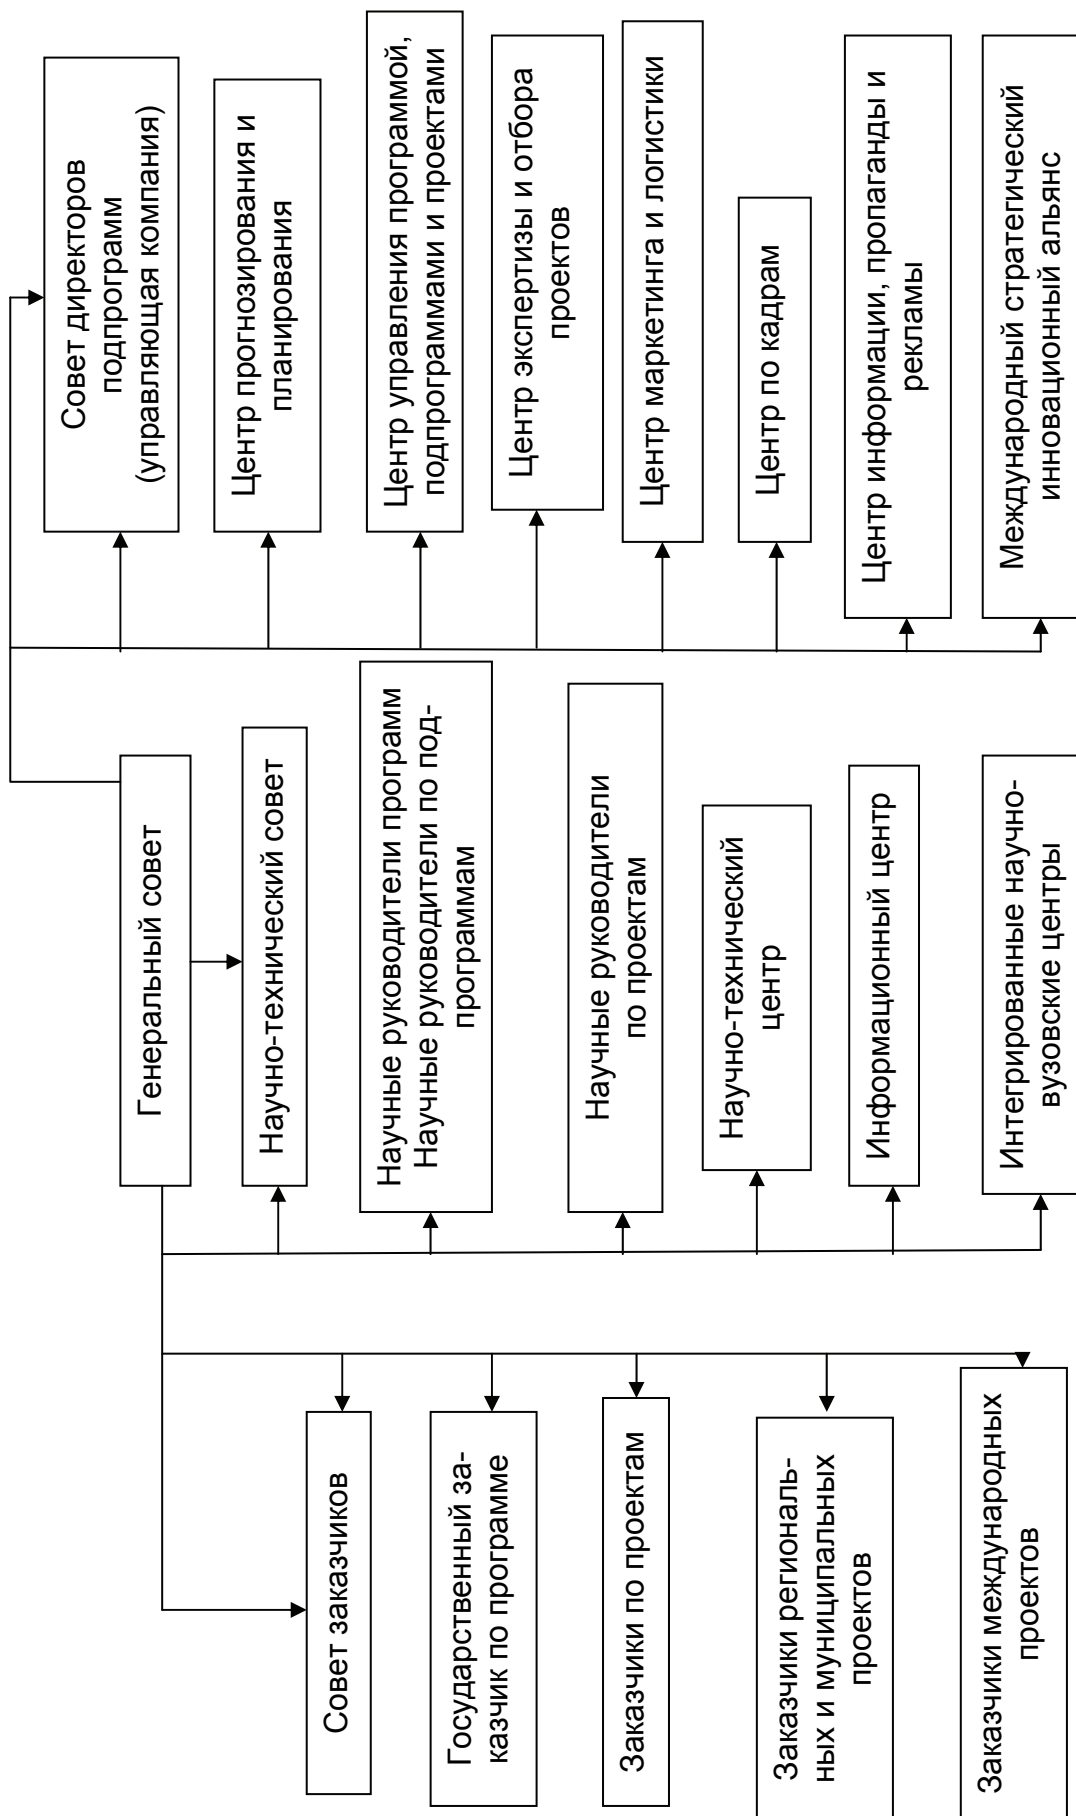 Генеральный совет
Совет заказчиков
Государственный за-
казчик по программе
Заказчики по проектам
Заказчики региональ-
ных и муниципальных
проектов
Заказчики международных
проектов
Научно-технический совет
Научные руководители программ
Научные руководители по под-
программам
Научные руководители
по проектам
Научно-технический
центр
Информационный центр
Интегрированные научно-
вузовские центры
Совет директоров
подпрограмм
(управляющая компания)
Центр прогнозирования и
планирования
Центр управления программой,
подпрограммами и проектами
Центр экспертизы и отбора
проектов
Центр маркетинга и логистики
Центр по кадрам
Центр информации, пропаганды и
рекламы
Международный стратегический
инновационный альянс